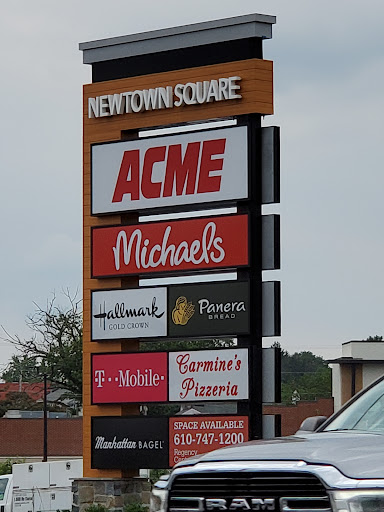 NEWTOWN SQUARE
ACME
Michaels
Hallmark
GOLD CROWN
Panera
BREAD
T··Mobile·
Carmine's
Pizzeria
Manhattan BAGEL
SPACE AVAILABLE
610-747-1200
Regency
RAM